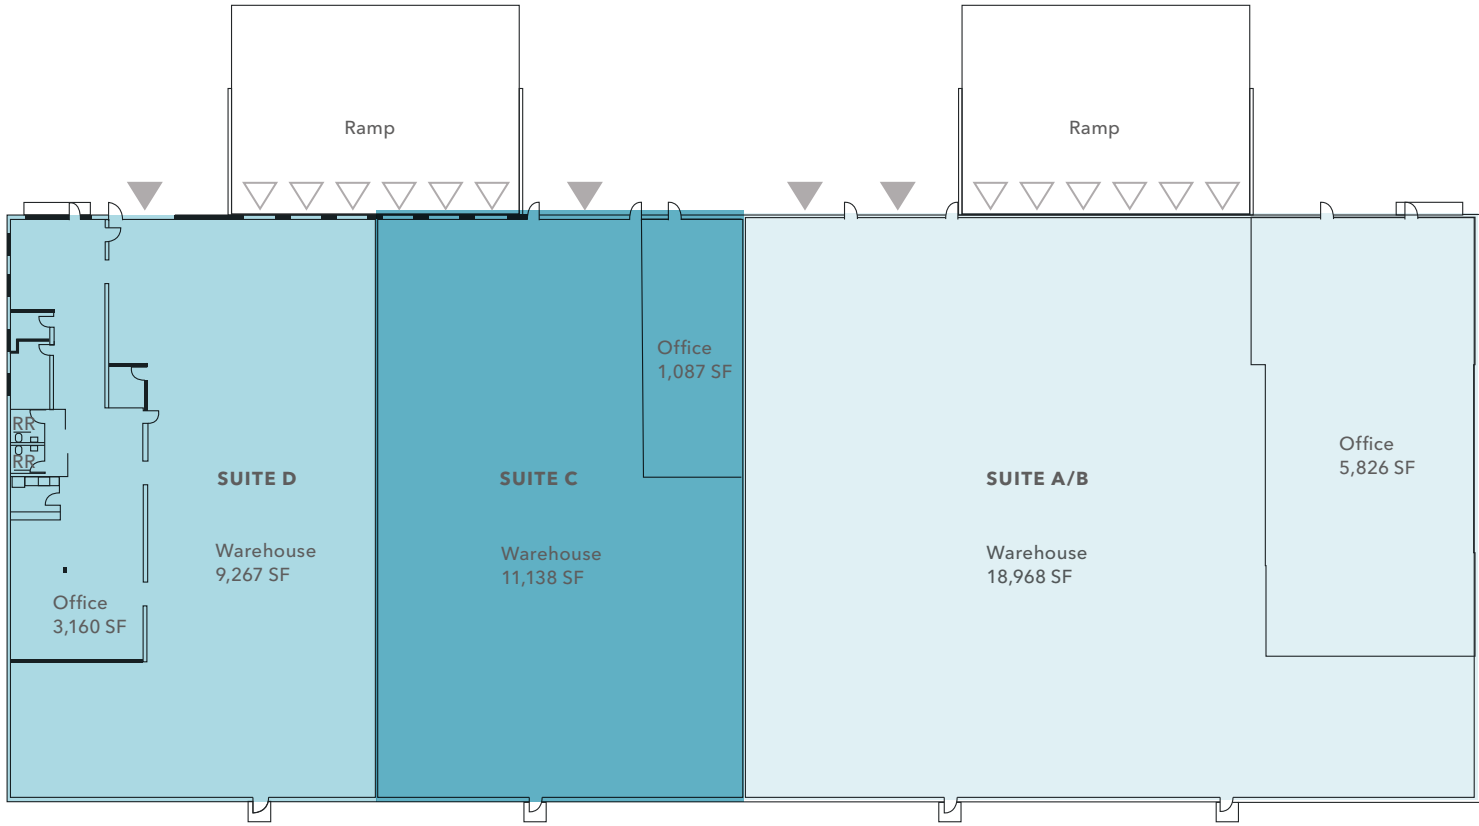 Ramp
Ramp
Office
1,087 SF
RR
RR
Office
5,826 SF
SUITE D
SUITE C
SUITE A/B
Warehouse
9,267 SF
Warehouse
11,138 SF
Warehouse
18,968 SF
Office
3,160 SF